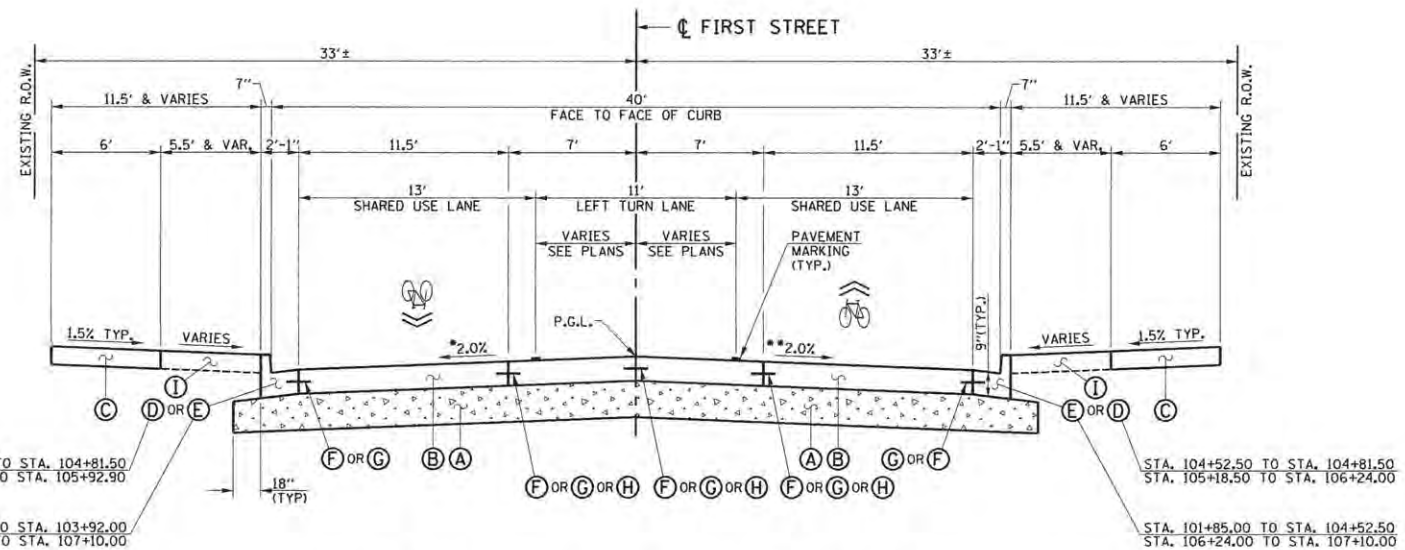 ℄ FIRST STREET
33'± 33'±
EXISTING R.O.W.
EXISTING R.O.W.
7" 7"
11.5' & VARIES 40' 11.5' & VARIES
FACE TO FACE OF CURB
6' 5.5' & VAR. 2'-1" 11.5' 7' 7' 11.5' 2'-1" 5.5' & VAR. 6'
13' 11' 13'
SHARED USE LANE LEFT TURN LANE SHARED USE LANE
VARIES VARIES PAVEMENT
SEE PLANS SEE PLANS MARKING
(TYP.)
P.G.L.
1.5% TYP. VARIES *2.0% **2.0% 9"(TYP.) VARIES 1.5% TYP.
I I
C D OR E E OR D C
F OR G B A A B G OR F
F OR G OR H F OR G OR H F OR G OR H
18"
(TYP)
TO STA. 104+81.50
TO STA. 105+92.90
TO STA. 103+92.00
TO STA. 107+10.00
STA. 104+52.50 TO STA. 104+81.50
STA. 105+18.50 TO STA. 106+24.00
STA. 101+85.00 TO STA. 104+52.50
STA. 106+24.00 TO STA. 107+10.00